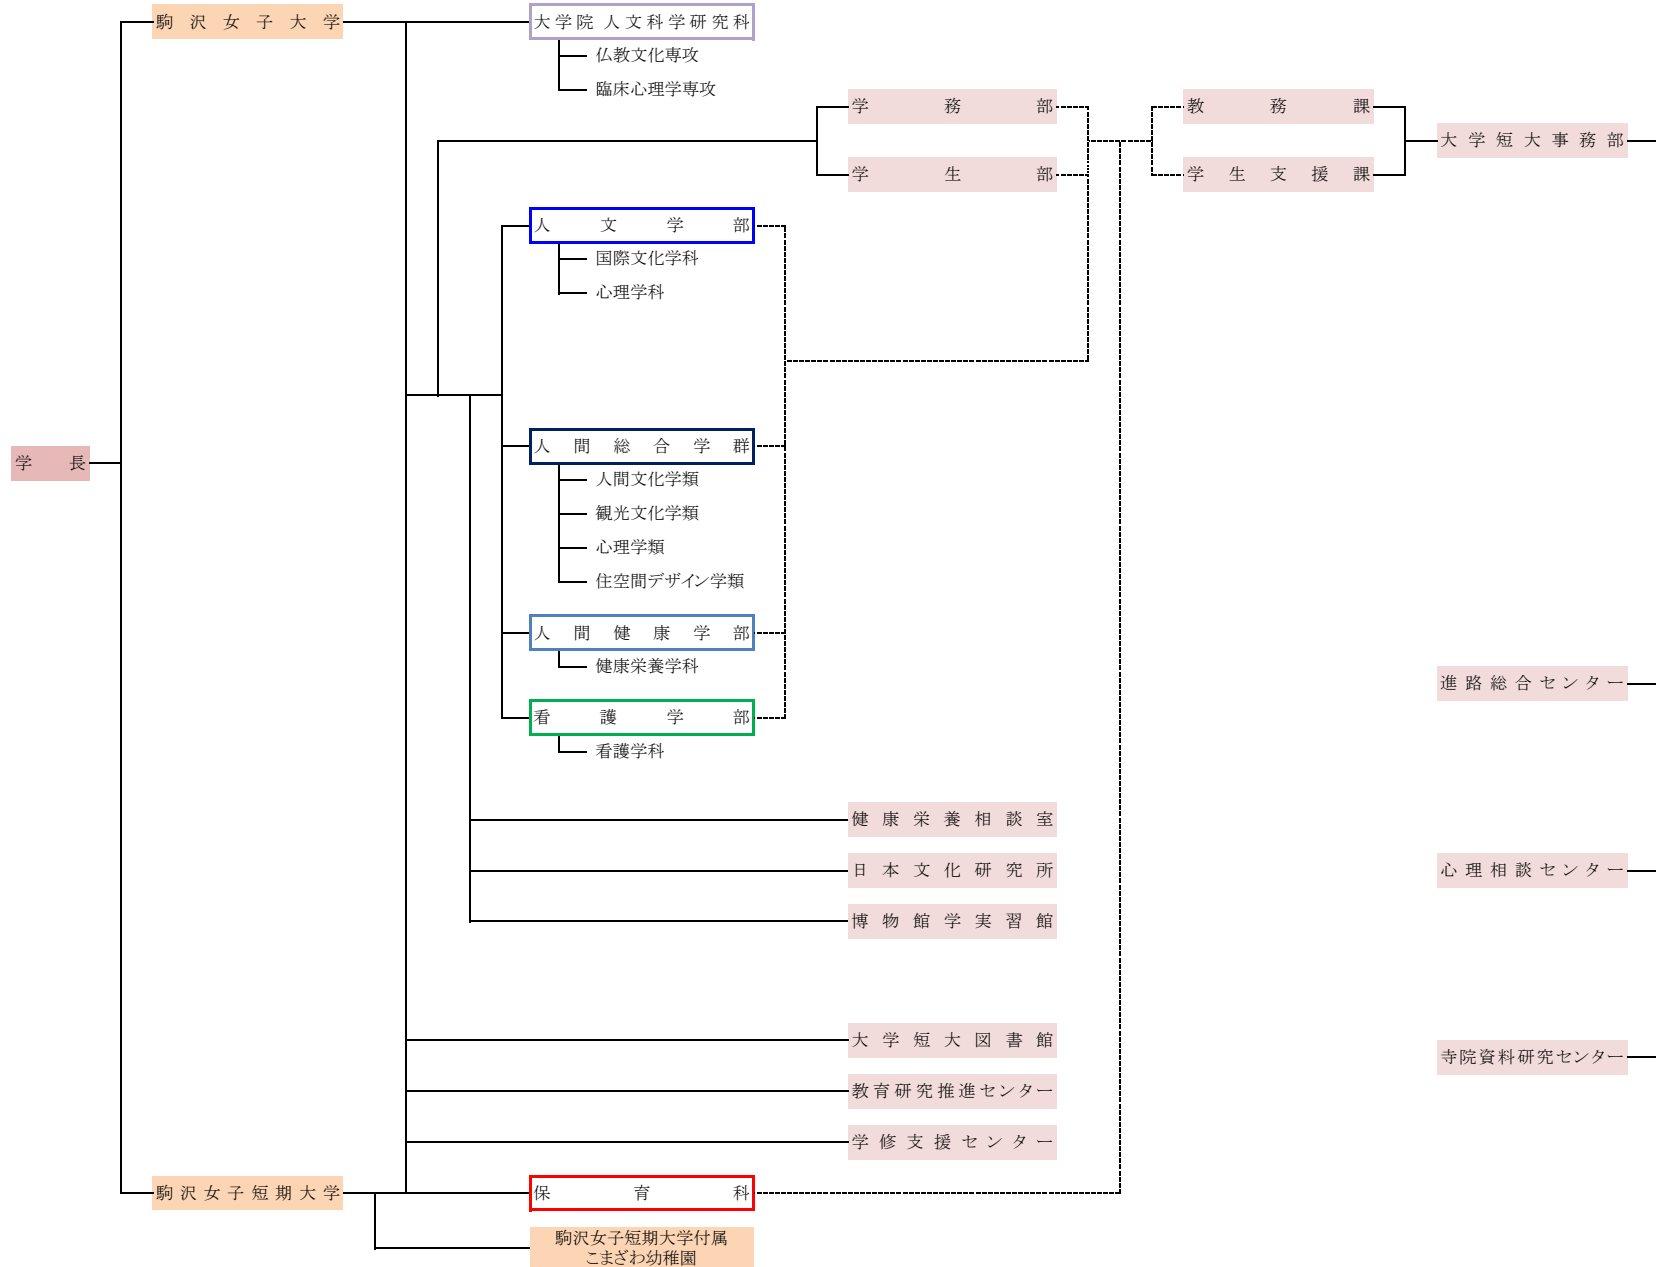 駒沢女子大学
大学院 人文科学研究科
仏教文化専攻
臨床心理学専攻
学務部
教務課
大学短大事務部
学生部
学生支援課
人文学部
国際文化学科
心理学科
人間総合学群
学長
人間文化学類
観光文化学類
心理学類
住空間デザイン学類
人間健康学部
健康栄養学科
進路総合センター
看護学部
看護学科
健康栄養相談室
日本文化研究所
心理相談センター
博物館学実習館
大学短大図書館
寺院資料研究センター
教育研究推進センター
学修支援センター
駒沢女子短期大学
保育科
駒沢女子短期大学付属
こまざわ幼稚園